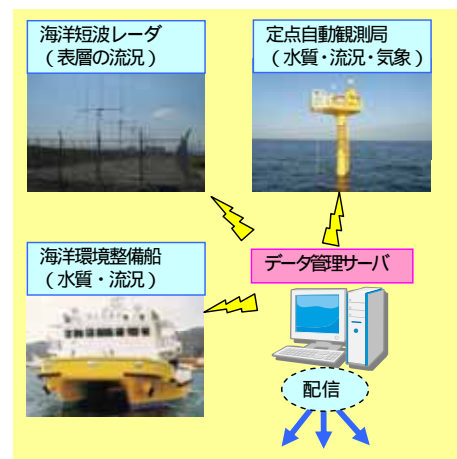 海洋短波レーダ
（表層の流況）
定点自動観測局
（水質・流況・気象）
海洋環境整備船
（水質・流況）
データ管理サーバ
配信